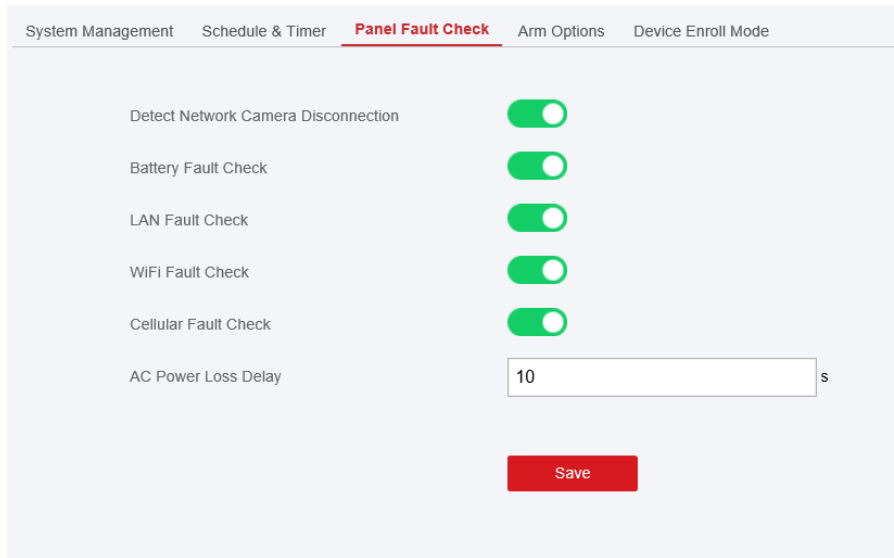 System Management Schedule & Timer Panel Fault Check Arm Options Device Enroll Mode
Detect Network Camera Disconnection
Battery Fault Check
LAN Fault Check
WiFi Fault Check
Cellular Fault Check
AC Power Loss Delay 10 s
Save